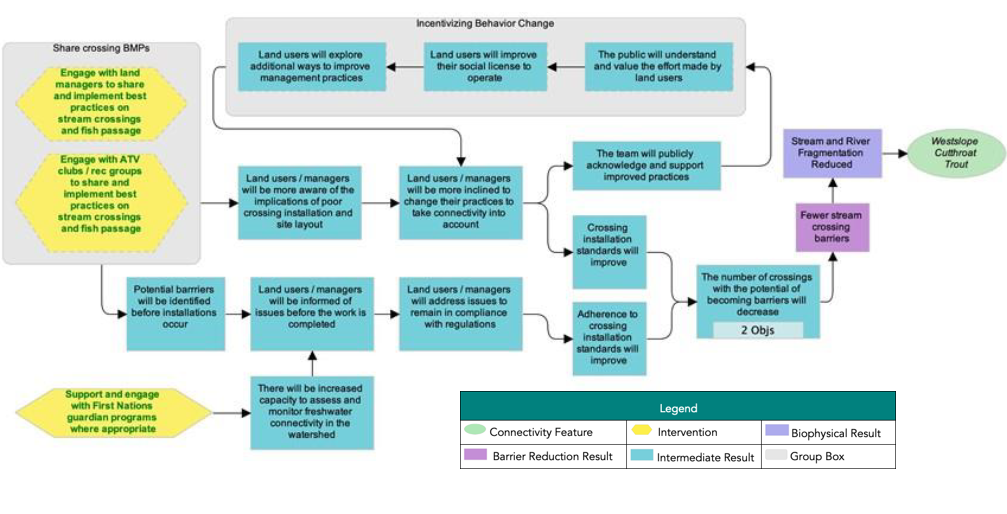 Incentivizing Behavior Change
Share crossing BMPs
Engage with land
managers to share
and implement best
practices on
stream crossings
and fish passage
Engage with ATV
clubs / rec groups
to share and
implement best
practices on
stream crossings
and fish passage
Land users will explore
additional ways to improve
management practices
Land users will improve
their social license to
operate
The public will understand
and value the effort made by
land users
Land users / managers
will be more aware of the
implications of poor
crossing installation and
site layout
Land users / managers
will be more inclined to
change their practices to
take connectivity into
account
The team will publicly
acknowledge and support
improved practices
Stream and River
Fragmentation
Reduced
Westslope
Cutthroat
Trout
Crossing
installation
standards will
improve
Fewer stream
crossing
barriers
Potential barrriers
will be identified
before installations
occur
Land users / managers
will be informed of
issues before the work is
completed
Land users / managers
will address issues to
remain in compliance
with regulations
Adherence to
crossing
installation
standards will
improve
The number of crossings
with the potential of
becoming barriers will
decrease
2 Objs
Support and engage
with First Nations
guardian programs
where appropriate
There will be increased
capacity to assess and
monitor freshwater
connectivity in the
watershed
Legend
Connectivity Feature
Intervention
Biophysical Result
Barrier Reduction Result
Intermediate Result
Group Box